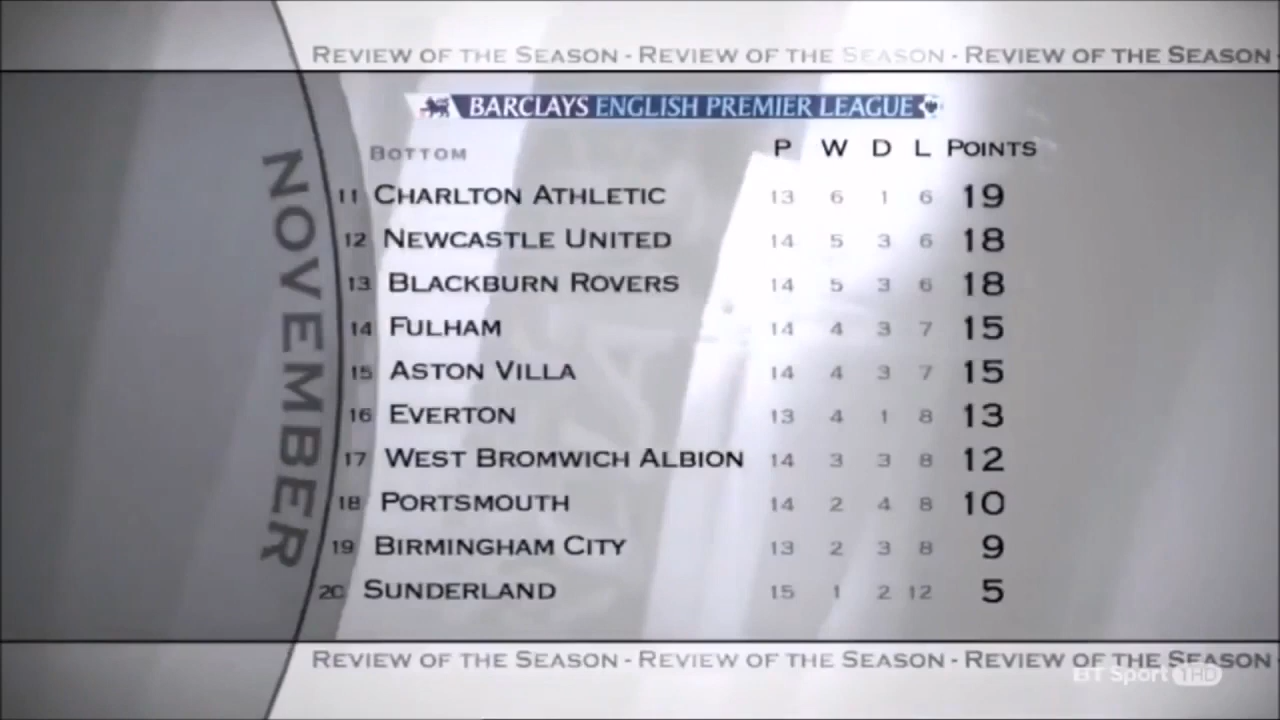 REVIEW OF THE SEASON - REVIEW OF THE SEASON - REVIEW OF THE SEASON
BARCLAYS ENGLISH PREMIER LEAGUE
NOVEMBER
BOTTOM P W D L POINTS
11 CHARLTON ATHLETIC 13 6 1 6 19
12 NEWCASTLE UNITED 14 5 3 6 18
13 BLACKBURN ROVERS 14 5 3 6 18
14 FULHAM 14 4 3 7 15
15 ASTON VILLA 14 4 3 7 15
16 EVERTON 13 4 1 8 13
17 WEST BROMWICH ALBION 14 3 3 8 12
18 PORTSMOUTH 14 2 4 8 10
19 BIRMINGHAM CITY 13 2 3 8 9
20 SUNDERLAND 15 1 2 12 5
REVIEW OF THE SEASON - REVIEW OF THE SEASON - REVIEW OF THE SEASON
BT Sport 1HD